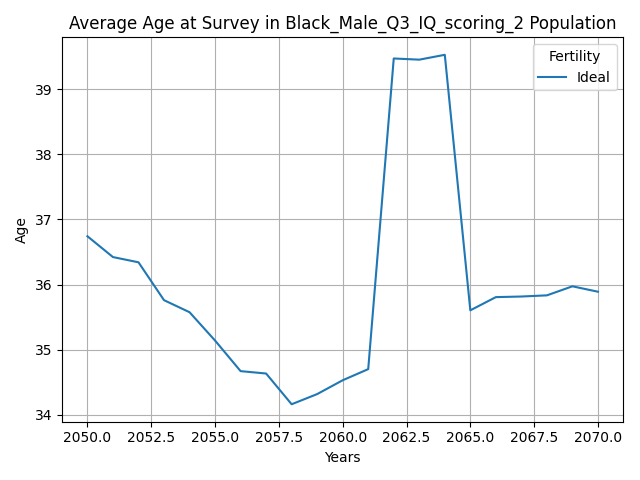 Average Age at Survey in Black_Male_Q3_IQ_scoring_2 Population
Fertility
Ideal
39
38
37
36
35
34
Age
2050.0 2052.5 2055.0 2057.5 2060.0 2062.5 2065.0 2067.5 2070.0
Years